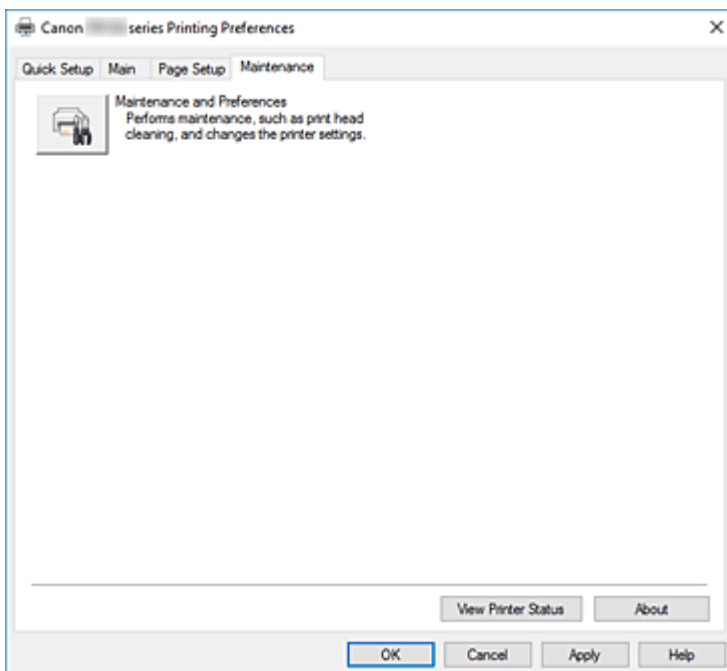 Canon series Printing Preferences
Quick Setup Main Page Setup Maintenance
Maintenance and Preferences
Performs maintenance, such as print head
cleaning, and changes the printer settings.
View Printer Status About
OK Cancel Apply Help